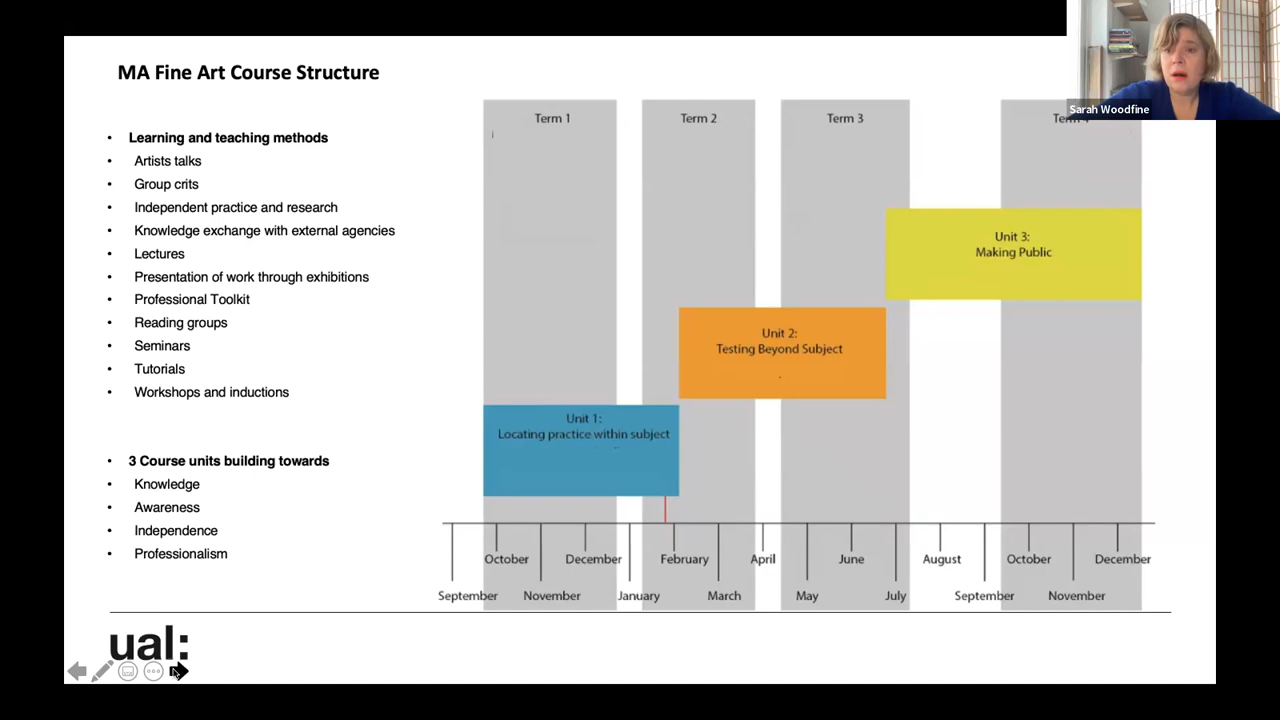 MA Fine Art Course Structure
Sarah Woodfine
• Learning and teaching methods
• Artists talks
• Group crits
• Independent practice and research
• Knowledge exchange with external agencies
• Lectures
• Presentation of work through exhibitions
• Professional Toolkit
• Reading groups
• Seminars
• Tutorials
• Workshops and inductions
• 3 Course units building towards
• Knowledge
• Awareness
• Independence
• Professionalism
Term 1
Term 2
Term 3
Unit 3:
Making Public
Unit 2:
Testing Beyond Subject
Unit 1:
Locating practice within subject
October December February April June August October December
September November January March May July September November
ual: